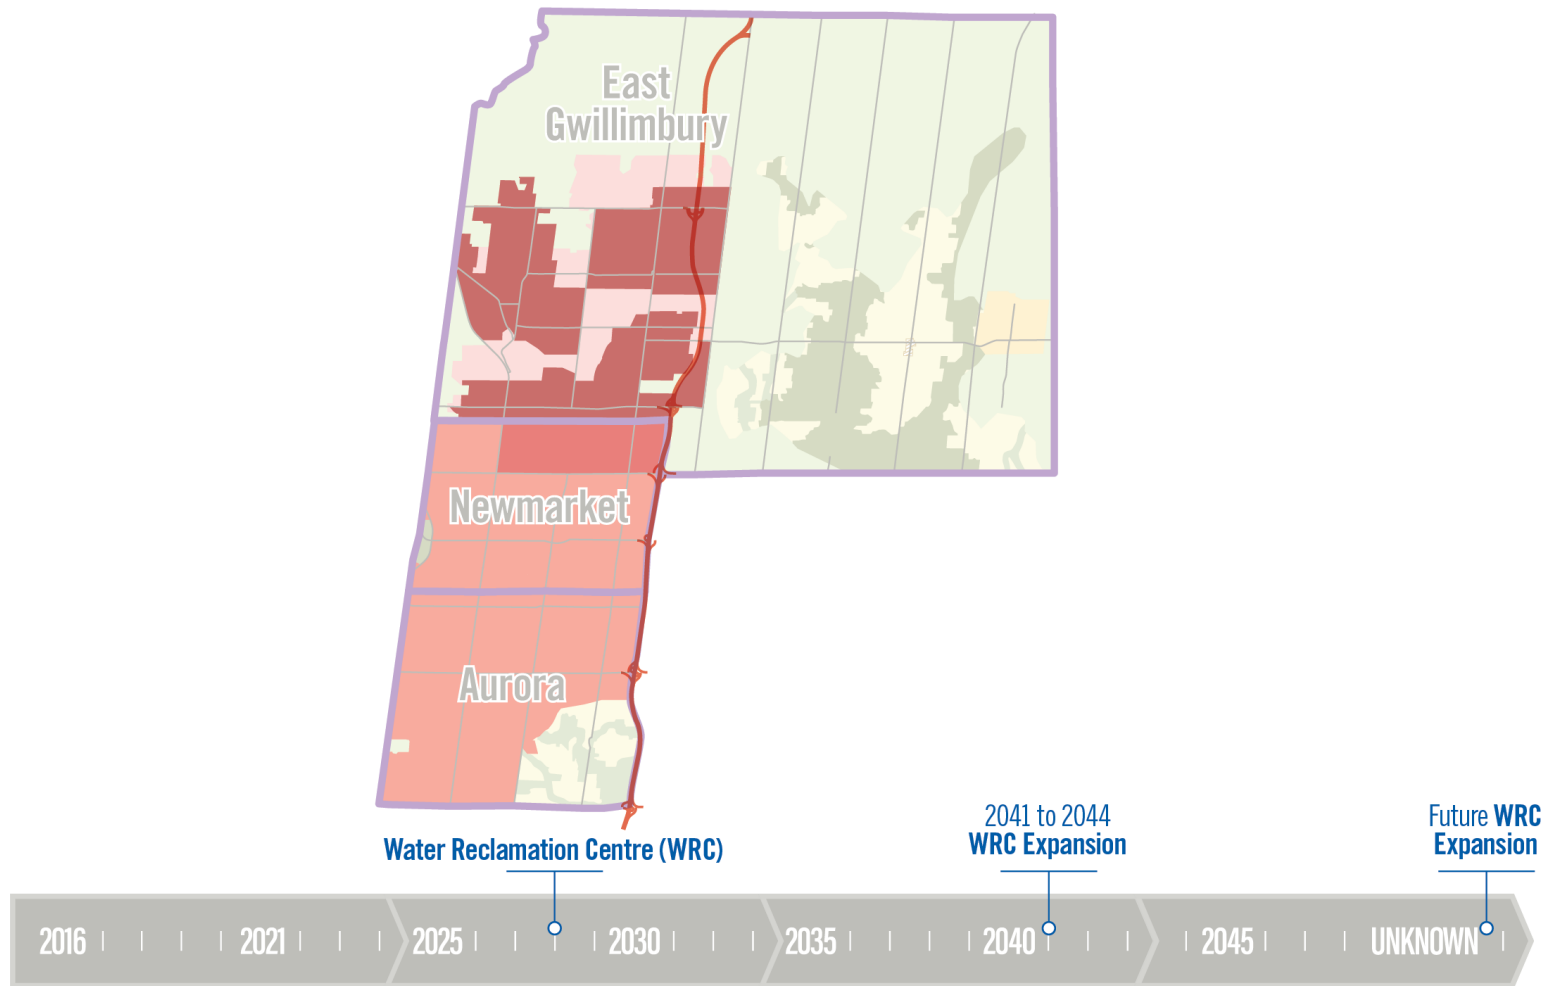 East
Gwillimbury
Newmarket
Aurora
Water Reclamation Centre (WRC)
2041 to 2044
WRC Expansion
Future WRC
Expansion
2016 2021 2025 2030 2035 2040 2045 UNKNOWN